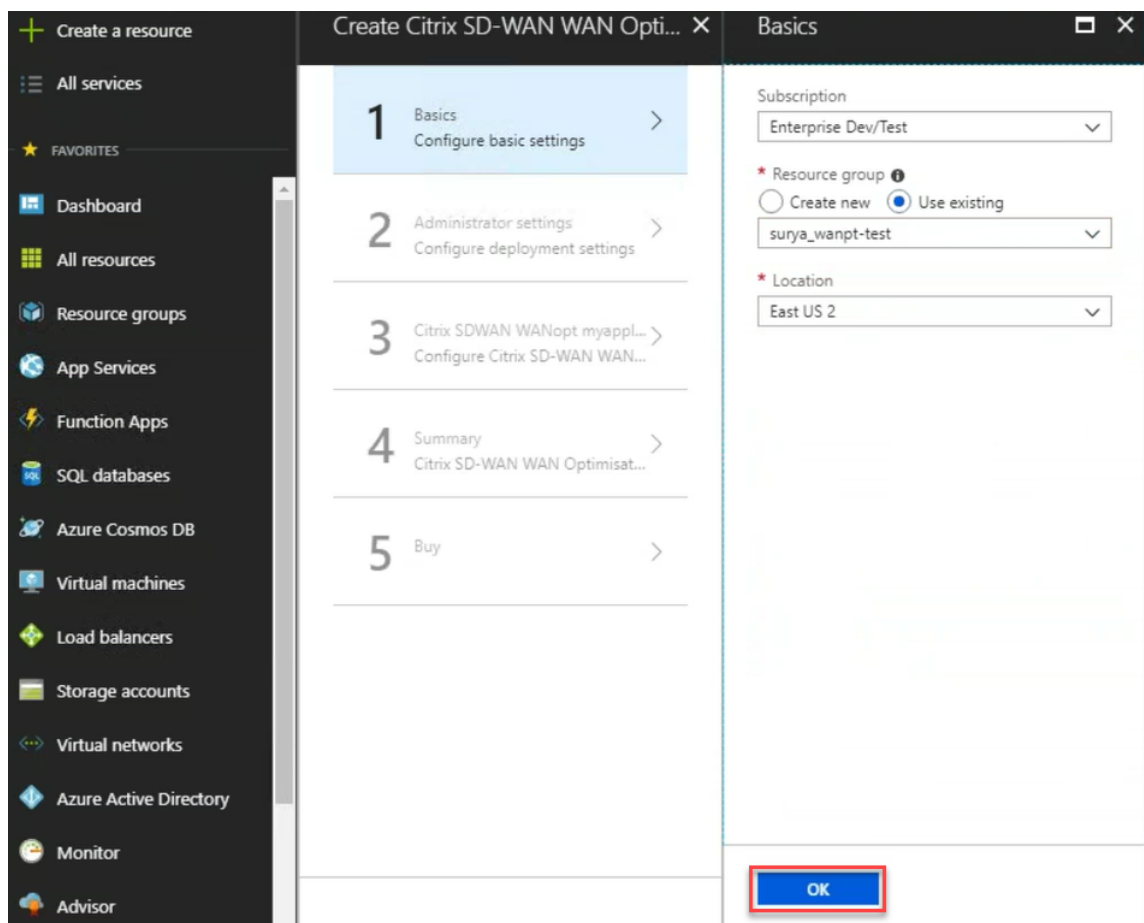 Create a resource
All services
FAVORITES
Dashboard
All resources
Resource groups
App Services
Function Apps
SQL
SQL databases
Azure Cosmos DB
Virtual machines
Load balancers
Storage accounts
Virtual networks
Azure Active Directory
Monitor
Advisor
Create Citrix SD-WAN WAN Opti...
1
Basics
Configure basic settings
2
Administrator settings
Configure deployment settings
3
Citrix SDWAN WANopt myappl...
Configure Citrix SD-WAN WAN...
4
Summary
Citrix SD-WAN WAN Optimisat...
5
Buy
Basics
Subscription
Enterprise Dev/Test
* Resource group
Create new Use existing
surya_wanpt-test
* Location
East US 2
OK